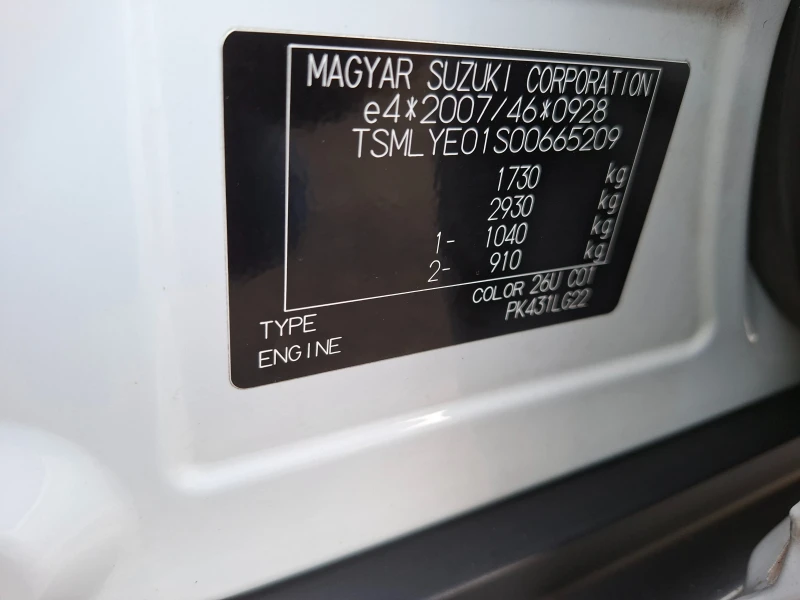 MAGYAR SUZUKI CORPORATION
e4*2007/46*0928
TSMLYE01S00665209
1730 kg
2930 kg
1- 1040 kg
2- 910 kg
COLOR 26U C01
TYPE PK431LG22
ENGINE